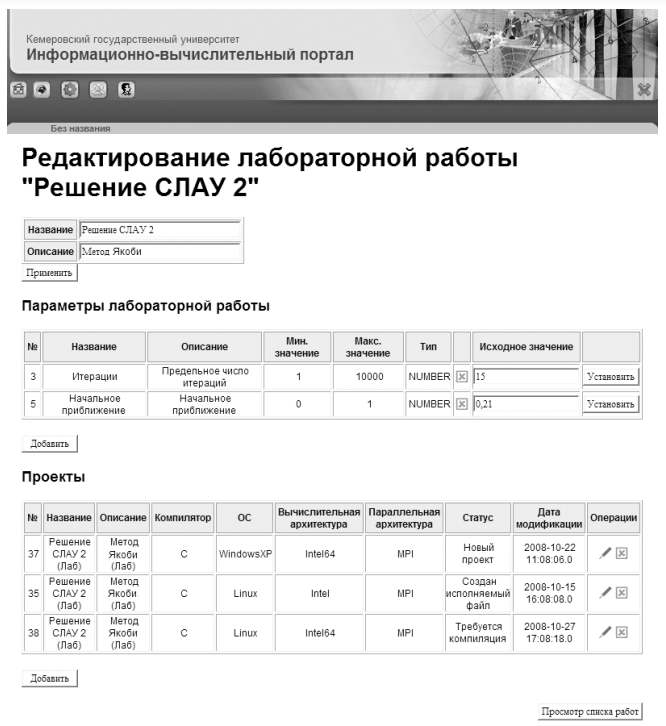 Кемеровский государственный университет
Информационно-вычислительный портал
Без названия
Редактирование лабораторной работы
"Решение СЛАУ 2"
Название Решение СЛАУ 2
Описание Метод Якоби
Применить
Параметры лабораторной работы
№ Название Описание Мин. значение Макс. значение Тип Исходное значение
3 Итерации Предельное число итераций 1 10000 NUMBER 15 Установить
5 Начальное приближение Начальное приближение 0 1 NUMBER 0,21 Установить
Добавить
Проекты
№ Название Описание Компилятор ОС Вычислительная архитектура Параллельная архитектура Статус Дата модификации Операции
37 Решение СЛАУ 2 (Лаб) Метод Якоби (Лаб) C WindowsXP Intel64 MPI Новый проект 2008-10-22 11:08:06.0
35 Решение СЛАУ 2 (Лаб) Метод Якоби (Лаб) C Linux Intel MPI Создан исполняемый файл 2008-10-15 16:08:08.0
38 Решение СЛАУ 2 (Лаб) Метод Якоби (Лаб) C Linux Intel64 MPI Требуется компиляция 2008-10-27 17:08:18.0
Добавить
Просмотр списка работ